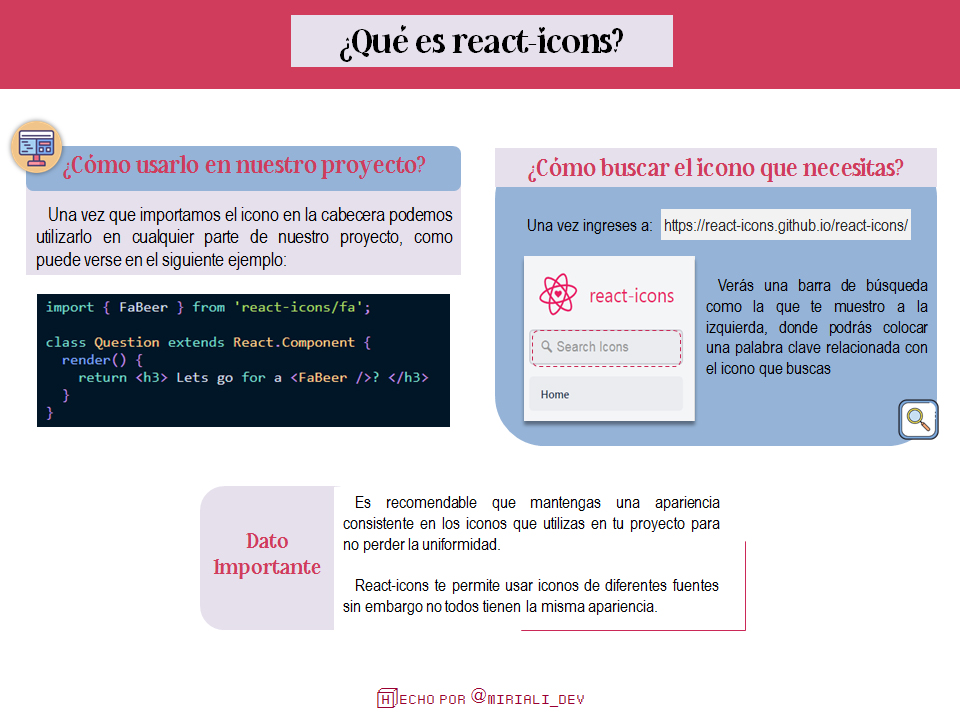 ¿Qué es react-icons?
¿Cómo usarlo en nuestro proyecto?
Una vez que importamos el icono en la cabecera podemos
utilizarlo en cualquier parte de nuestro proyecto, como
puede verse en el siguiente ejemplo:
import { FaBeer } from 'react-icons/fa';
class Question extends React.Component {
render() {
return <h3> Lets go for a <FaBeer />? </h3>
}
}
¿Cómo buscar el icono que necesitas?
Una vez ingreses a: https://react-icons.github.io/react-icons/
react-icons
Search Icons
Home
Verás una barra de búsqueda
como la que te muestro a la
izquierda, donde podrás colocar
una palabra clave relacionada con
el icono que buscas
Dato
Importante
Es recomendable que mantengas una apariencia
consistente en los iconos que utilizas en tu proyecto para
no perder la uniformidad.
React-icons te permite usar iconos de diferentes fuentes
sin embargo no todos tienen la misma apariencia.
HECHO POR @MIRIALI_DEV